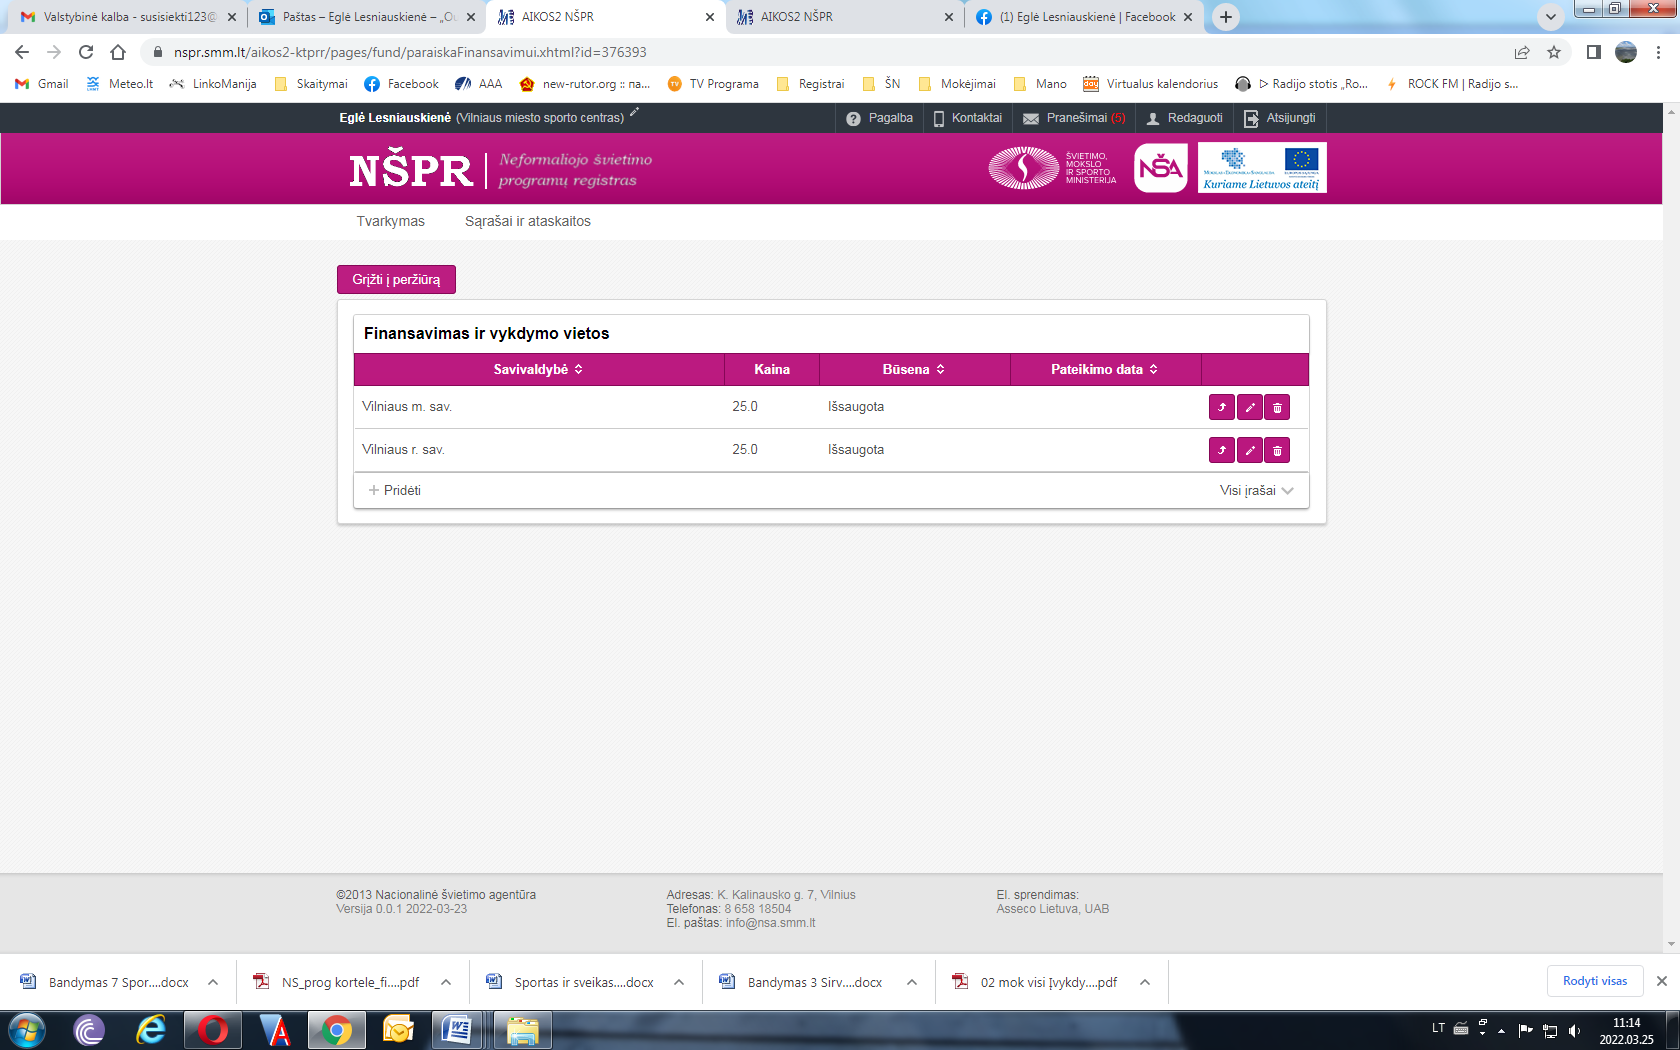 Valstybinė kalba - susisiekti123@
Paštas – Eglė Lesniauskienė – „Ou
AIKOS2 NŠPR
AIKOS2 NŠPR
(1) Eglė Lesniauskienė | Facebook
nspr.smm.lt/aikos2-ktprr/pages/fund/paraiskaFinansavimui.xhtml?id=376393
Gmail
Meteo.lt
LinkoManija
Skaitymai
Facebook
AAA
new-rutor.org :: na...
TV Programa
Registrai
ŠN
Mokėjimai
Mano
Virtualus kalendorius
▷ Radijo stotis „Ro...
ROCK FM | Radijo s...
Eglė Lesniauskienė (Vilniaus miesto sporto centras)
Pagalba
Kontaktai
Pranešimai (5)
Redaguoti
Atsijungti
NŠPR
Neformaliojo švietimo
programų registras
ŠVIETIMO,
MOKSLO
IR SPORTO
MINISTERIJA
NŠA
Kuriame Lietuvos ateitį
Tvarkymas
Sąrašai ir ataskaitos
Grįžti į peržiūrą
Finansavimas ir vykdymo vietos
Savivaldybė Kaina Būsena Pateikimo data
Vilniaus m. sav. 25.0 Išsaugota
Vilniaus r. sav. 25.0 Išsaugota
Pridėti
Visi įrašai
©2013 Nacionalinė švietimo agentūra
Versija 0.0.1 2022-03-23
Adresas: K. Kalinausko g. 7, Vilnius
Telefonas: 8 658 18504
El. paštas: info@nsa.smm.lt
El. sprendimas:
Asseco Lietuva, UAB
Bandymas 7 Spor....docx
NS_prog kortele_fi....pdf
Sportas ir sveikas....docx
Bandymas 3 Sirv....docx
02 mok visi Įvykdy....pdf
Rodyti visas
LT
11:14
2022.03.25